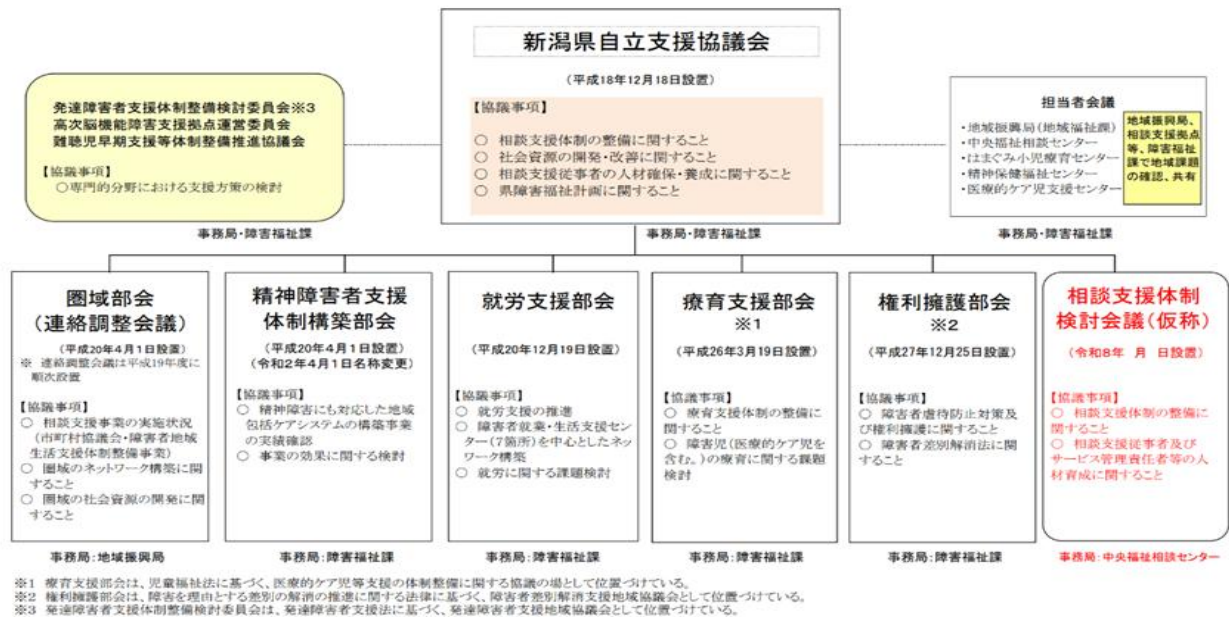 新潟県自立支援協議会
(平成18年12月18日設置)
【協議事項】
○ 相談支援体制の整備に関すること
○ 社会資源の開発・改善に関すること
○ 相談支援従事者の人材確保・養成に関すること
○ 県障害福祉計画に関すること
事務局・障害福祉課
発達障害者支援体制整備検討委員会※3
高次脳機能障害支援拠点運営委員会
難聴児早期支援等体制整備推進協議会
【協議事項】
○専門的分野における支援方策の検討
事務局・障害福祉課
担当者会議
・地域振興局(地域福祉課)
・中央福祉相談センター
・はまぐみ小児療育センター
・精神保健福祉センター
・医療的ケア児支援センター
地域振興局、
相談支援拠点
等、障害福祉
課で地域課題
の確認、共有
事務局・障害福祉課
圏域部会
(連絡調整会議)
(平成20年4月1日設置)
※ 連絡調整会議は平成19年度に
順次設置
【協議事項】
○ 相談支援事業の実施状況
(市町村協議会・障害者地域
生活支援体制整備事業)
○ 圏域のネットワーク構築に関
すること
○ 圏域の社会資源の開発に関
すること
事務局:地域振興局
精神障害者支援
体制構築部会
(平成20年4月1日設置)
(令和2年4月1日名称変更)
【協議事項】
○ 精神障害にも対応した地域
包括ケアシステムの構築事業
の実績確認
○ 事業の効果に関する検討
事務局:障害福祉課
就労支援部会
(平成20年12月19日設置)
【協議事項】
○ 就労支援の推進
○ 障害者就業・生活支援セン
ター(7箇所)を中心としたネッ
トワーク構築
○ 就労に関する課題検討
事務局:障害福祉課
療育支援部会
※1
(平成26年3月19日設置)
【協議事項】
○ 療育支援体制の整備に
関すること
○ 障害児(医療的ケア児を
含む。)の療育に関する課題
検討
事務局:障害福祉課
権利擁護部会
※2
(平成27年12月25日設置)
【協議事項】
○ 障害者虐待防止対策及
び権利擁護に関すること
○ 障害者差別解消法に関
すること
事務局:障害福祉課
相談支援体制
検討会議(仮称)
(令和8年 月 日設置)
【協議事項】
○ 相談支援体制の整備に
関すること
○ 相談支援従事者及び
サービス管理責任者等の人
材育成に関すること
事務局:中央福祉相談センター
※1 療育支援部会は、児童福祉法に基づく、医療的ケア児等支援の体制整備に関する協議の場として位置づけている。
※2 権利擁護部会は、障害を理由とする差別の解消の推進に関する法律に基づく、障害者差別解消支援地域協議会として位置づけている。
※3 発達障害者支援体制整備検討委員会は、発達障害者支援法に基づく、発達障害者支援地域協議会として位置づけている。